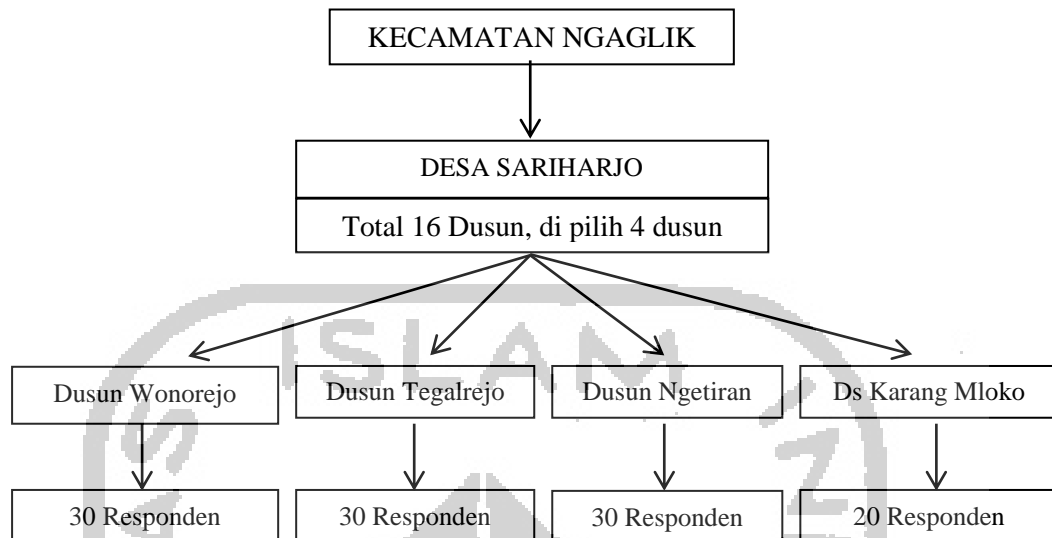 KECAMATAN NGAGLIK
DESA SARIHARJO
Total 16 Dusun, di pilih 4 dusun
ISLAM
Dusun Wonorejo
Dusun Tegalrejo
Dusun Ngetiran
Ds Karang Mloko
30 Responden
30 Responden
30 Responden
20 Responden